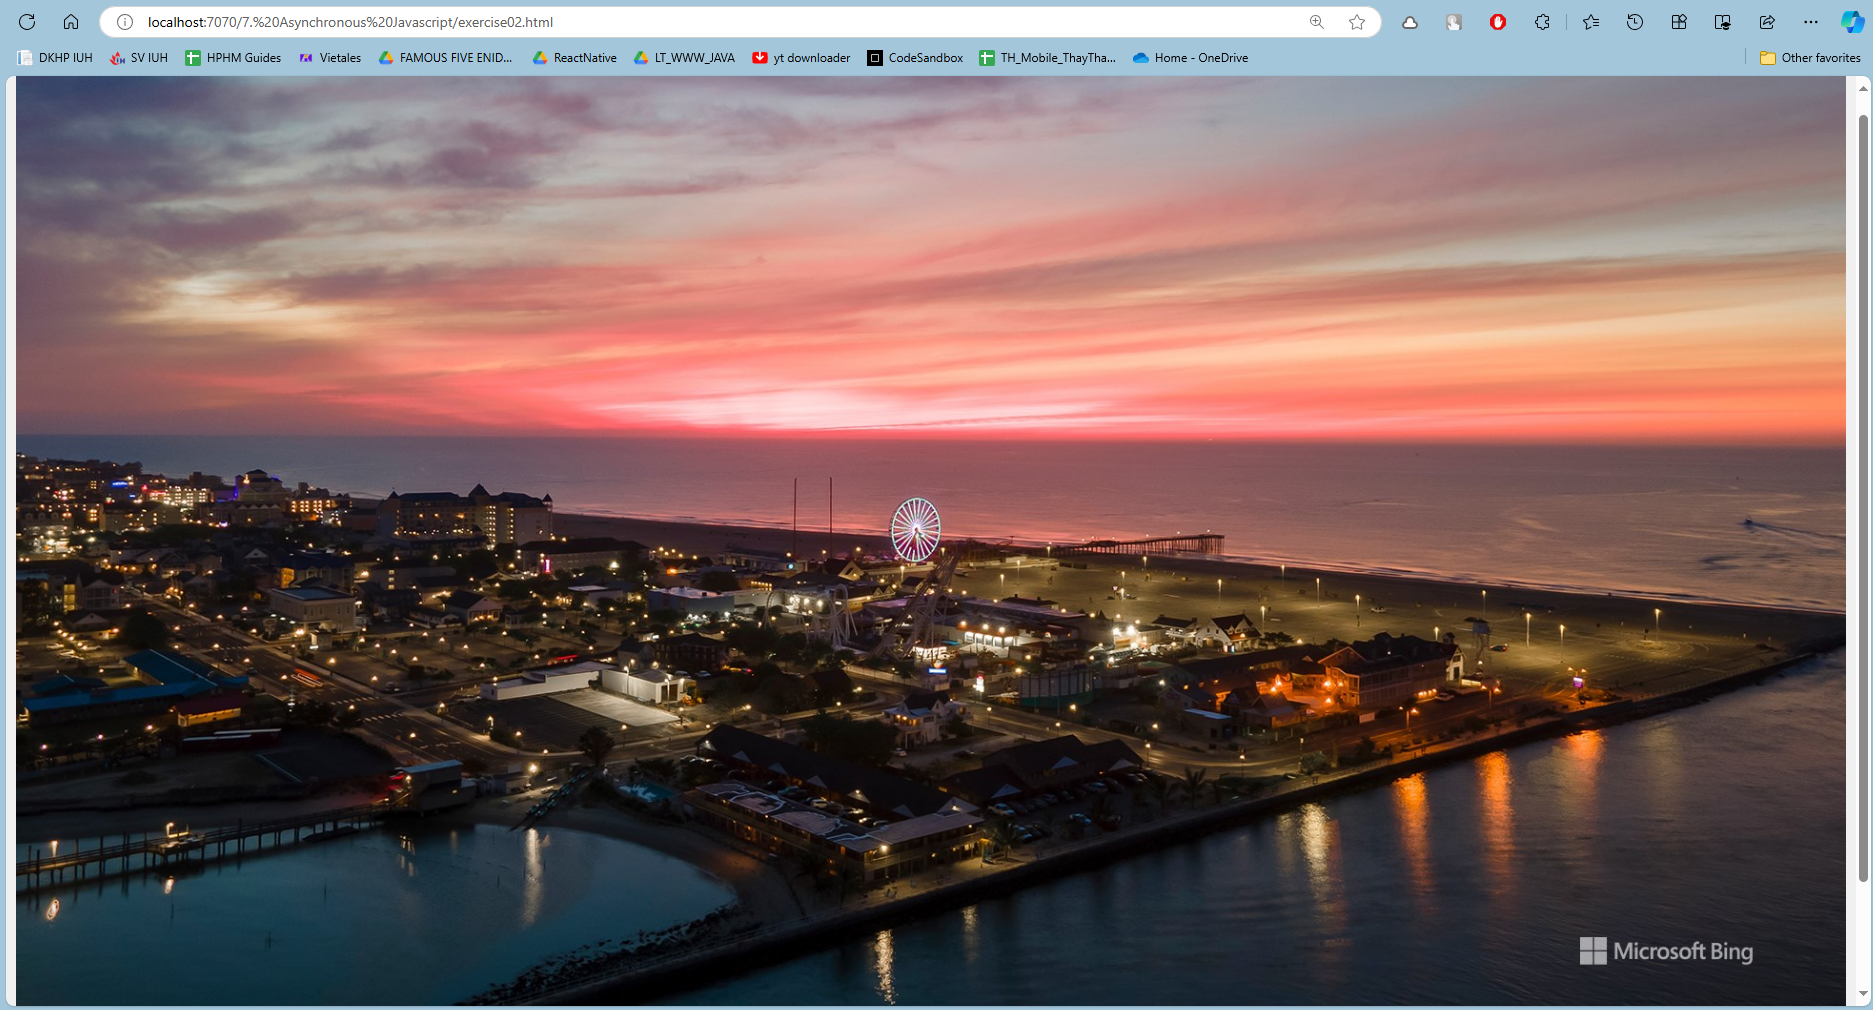 localhost:7070/7.%20Asynchronous%20Javascript/exercise02.html
DKHP IUH SV IUH HPHM Guides Vietales FAMOUS FIVE ENID... ReactNative LT_WWW_JAVA yt downloader CodeSandbox TH_Mobile_ThayTha... Home - OneDrive Other favorites
Microsoft Bing